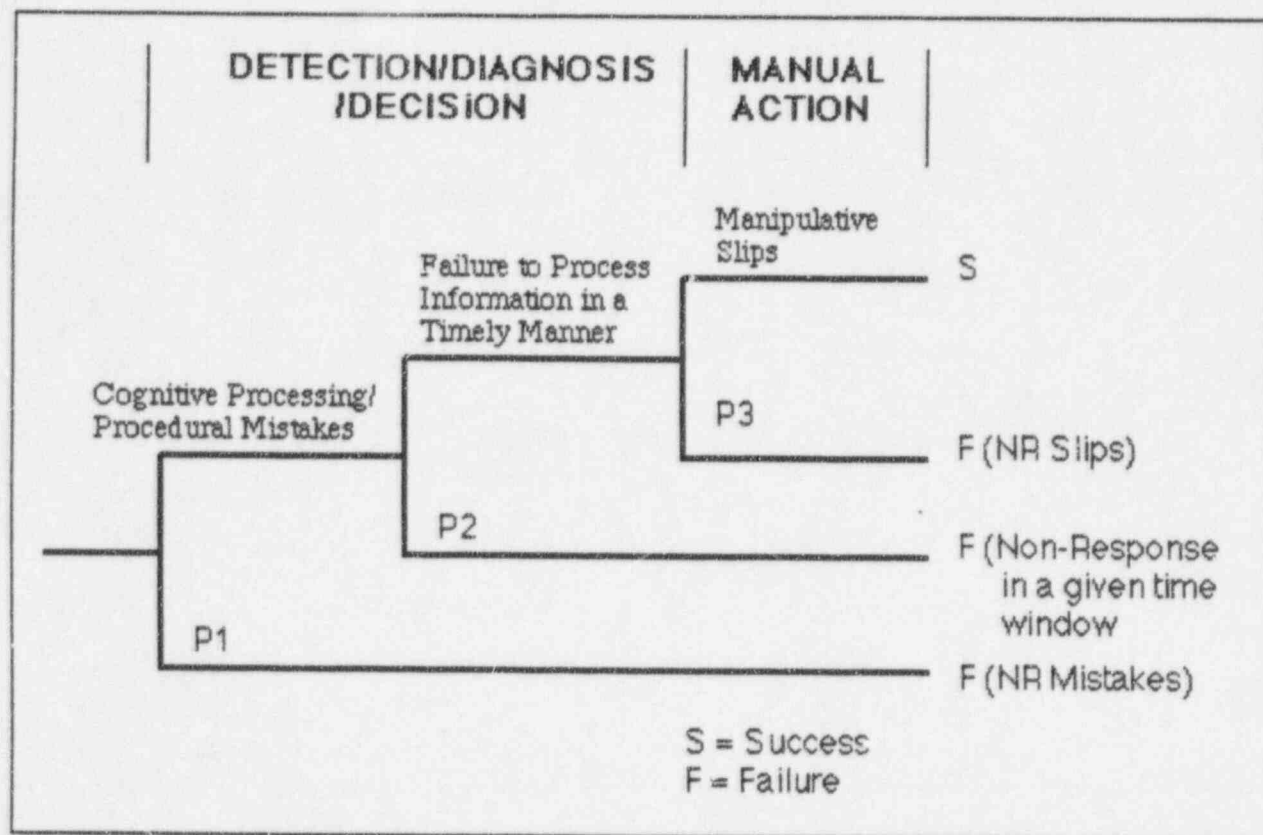 DETECTION/DIAGNOSIS
/DECISION
MANUAL
ACTION
Manipulative
Slips
S
Failure to Process
Information in a
Timely Manner
Cognitive Processing/
Procedural Mistakes
P3
F (NR Slips)
P2
F (Non-Response
in a given time
window
P1
F (NR Mistakes)
S = Success
F = Failure